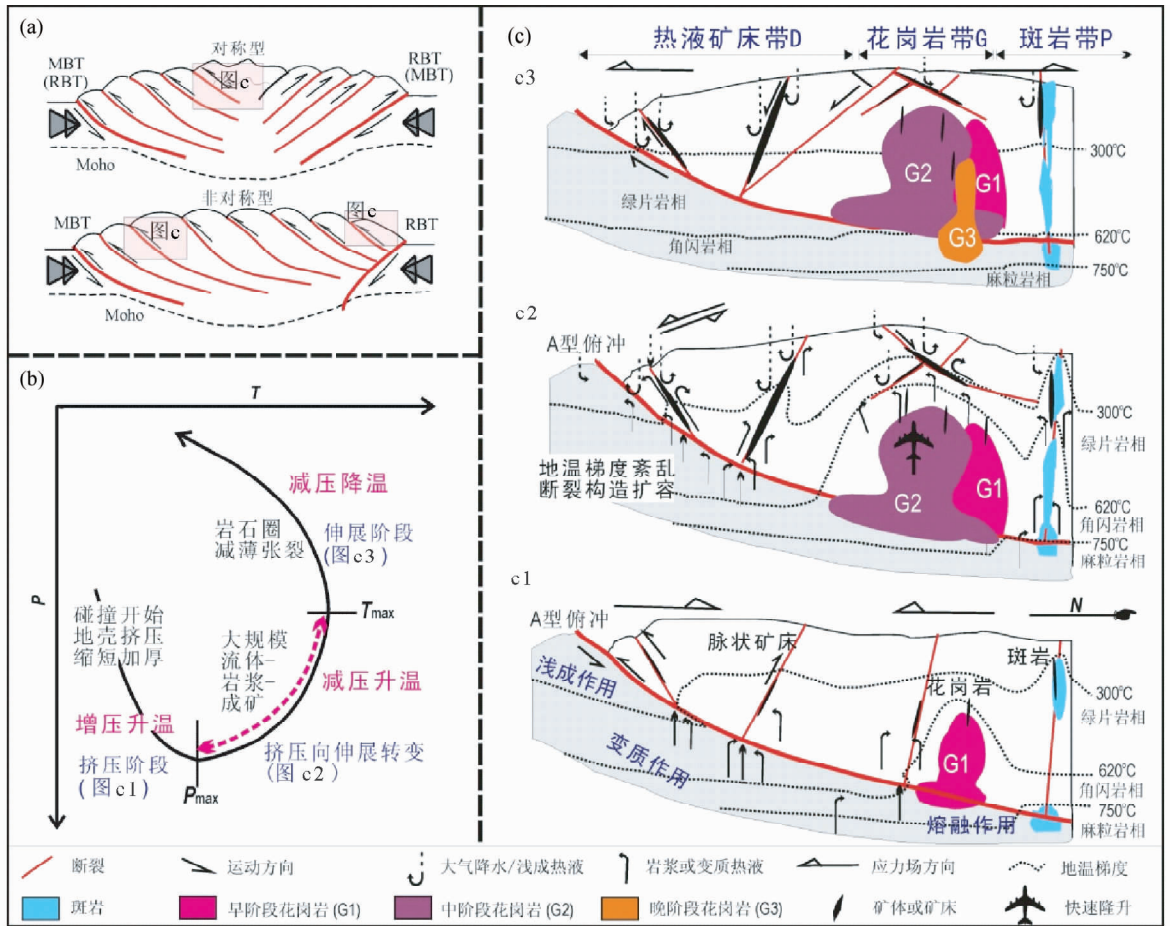 (a)
对称型
MBT
(RBT)
RBT
(MBT)
图c
Moho
非对称型
MBT
图c
图c
RBT
Moho
(b)
T
P
减压降温
岩石圈
减薄张裂
伸展阶段
(图c3)
Tmax
碰撞开始
地壳挤压
缩短加厚
大规模
流体-
岩浆-
成矿
减压升温
增压升温
挤压阶段
(图c1)
Pmax
挤压向伸展转变
(图c2)
(c)
热液矿床带D
花岗岩带G
斑岩带P
c3
300℃
G2
G1
绿片岩相
角闪岩相
G3
620℃
750℃
麻粒岩相
c2
A型俯冲
300℃
绿片岩相
地温梯度紊乱
断裂构造扩容
G2
G1
620℃
角闪岩相
750℃
麻粒岩相
c1
A型俯冲
N
脉状矿床
斑岩
浅成作用
花岗岩
300℃
绿片岩相
变质作用
G1
620℃
角闪岩相
750℃
熔融作用
麻粒岩相
断裂
运动方向
大气降水/浅成热液
岩浆或变质热液
应力场方向
地温梯度
斑岩
早阶段花岗岩(G1)
中阶段花岗岩(G2)
晚阶段花岗岩(G3)
矿体或矿床
快速隆升